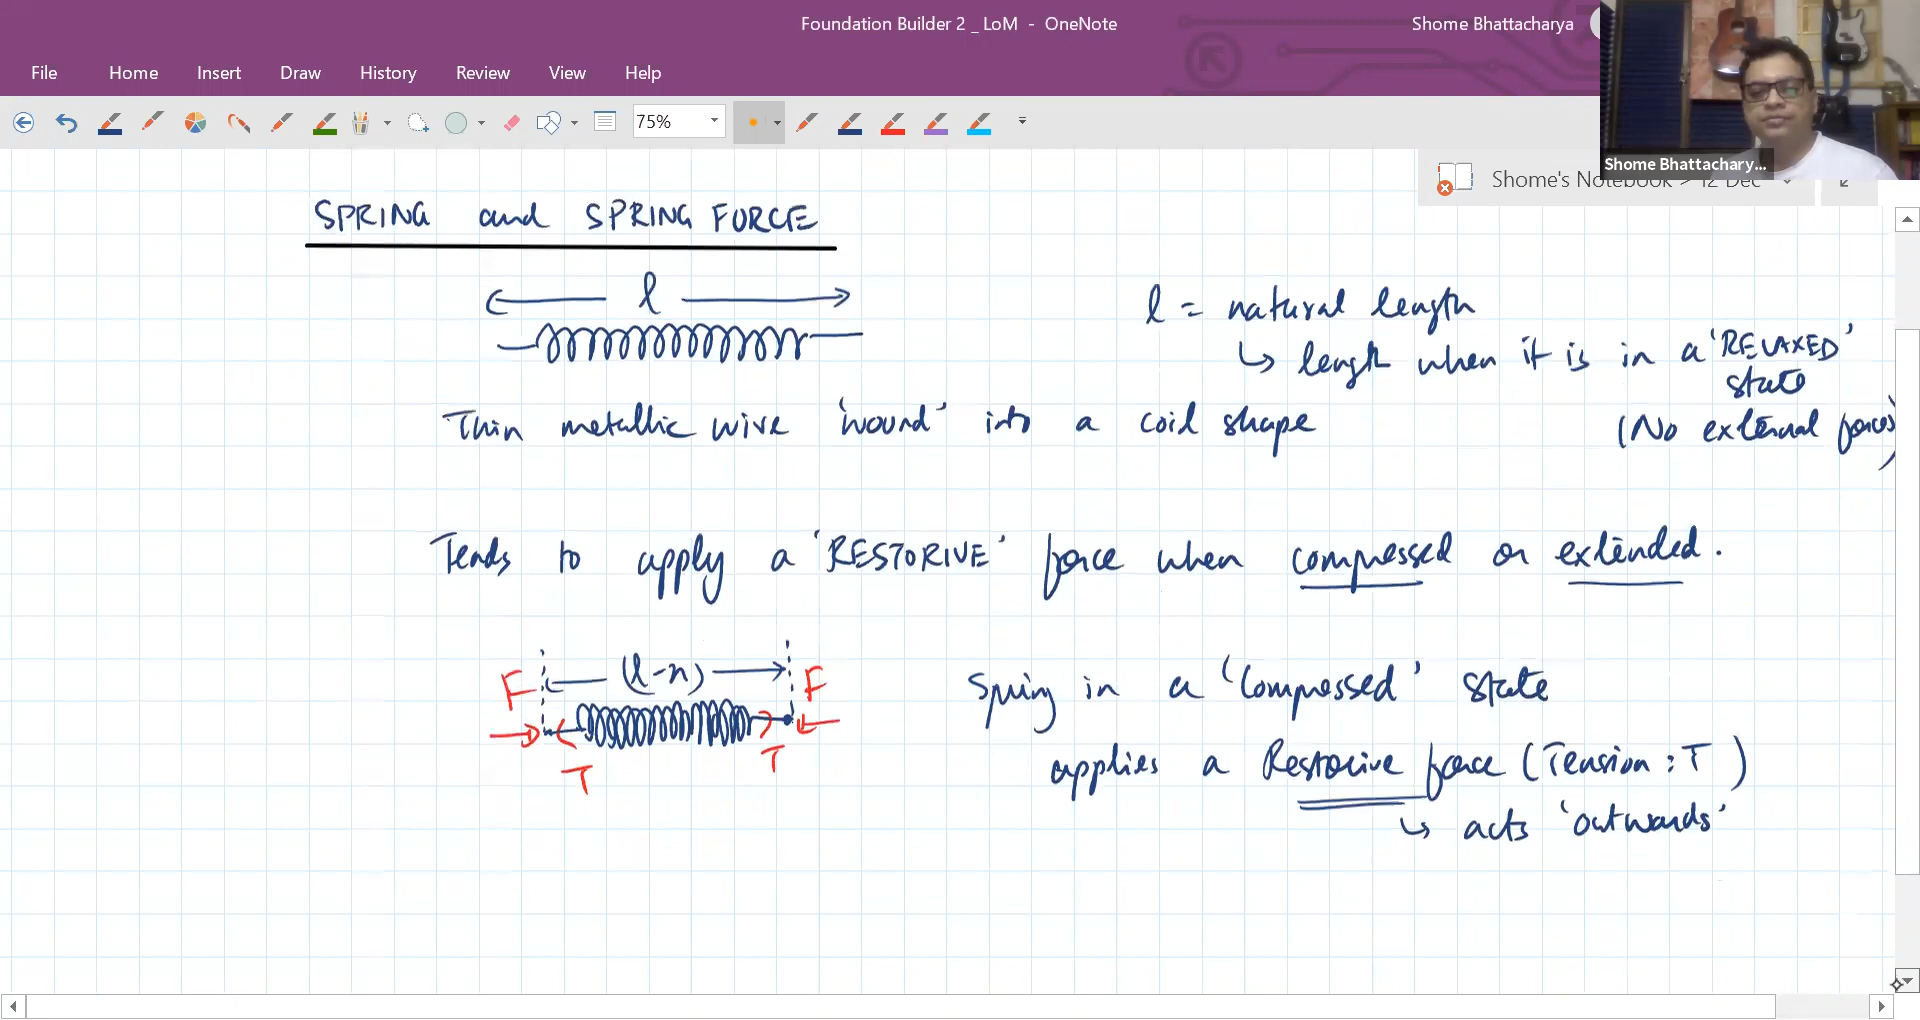 Foundation Builder 2 _ LoM - OneNote
Shome Bhattacharya
File Home Insert Draw History Review View Help
75%
Shome Bhattachary...
Shome's Notebook > 12 Dec
SPRING and SPRING FORCE
l
l = natural length
↳ length when it is in a 'RELAXED'
state
(No external forces)
Thin metallic wire 'wound' into a coil shape
Tends to apply a 'RESTORIVE' force when compressed or extended.
F (l-x) F
T T
Spring in a 'Compressed' state
applies a Restorive force (Tension : T)
↳ acts 'outwards'